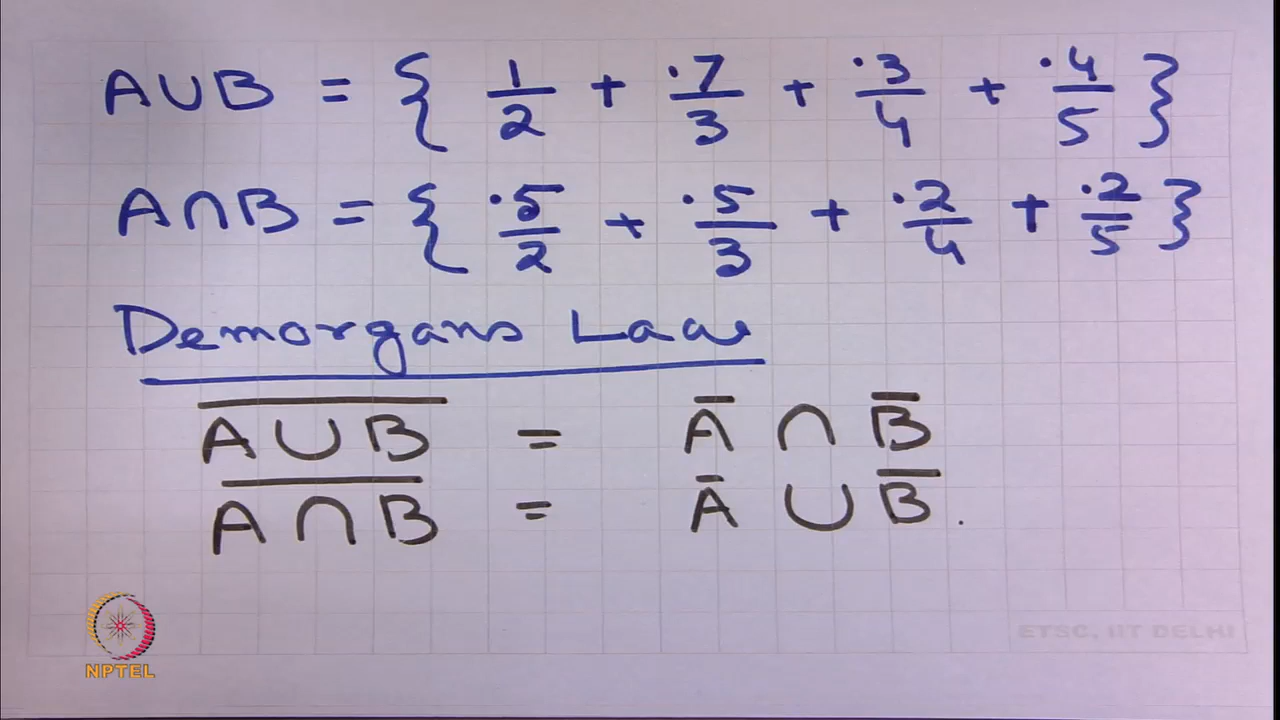 A∪B = { 1/2 + .7/3 + .3/4 + .4/5 }
A∩B = { .5/2 + .5/3 + .2/4 + .2/5 }
Demorgans Law
A̅∪̅B̅ = A̅ ∩ B̅
A̅∩̅B̅ = A̅ ∪ B̅.
NPTEL
ETSC, IIT DELHI